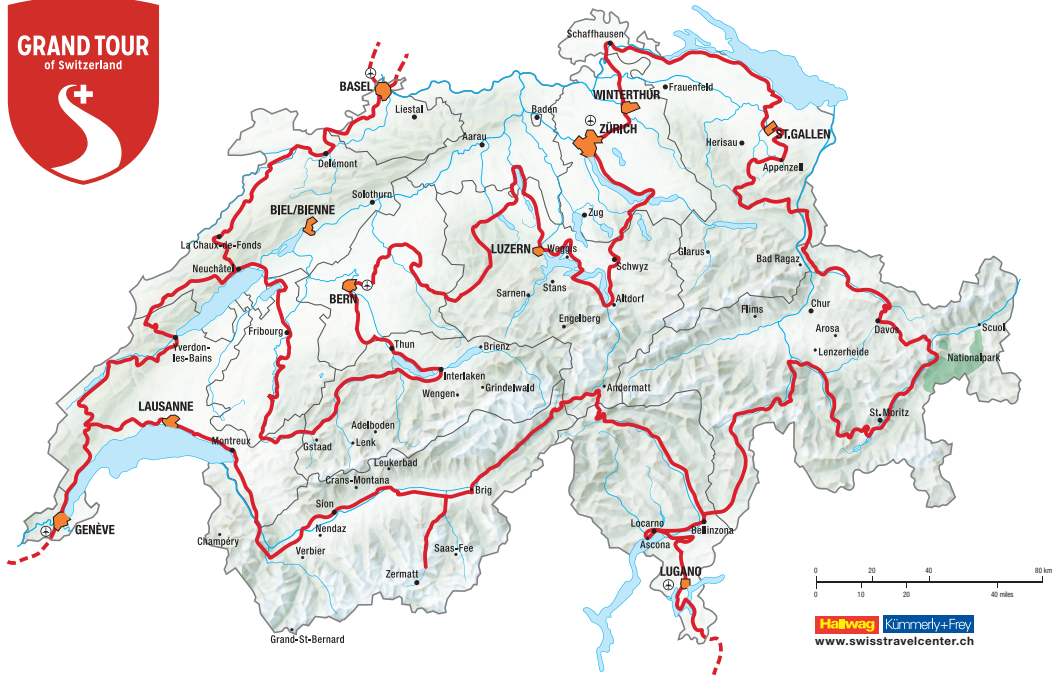 GRAND TOUR
of Switzerland
Schaffhausen
BASEL
Liestal
Baden
WINTERTHUR
Frauenfeld
ZÜRICH
ST.GALLEN
Aarau
Herisau
Delémont
Appenzell
Solothurn
BIEL/BIENNE
Zug
La Chaux-de-Fonds
LUZERN
Weggis
Glarus
Bad Ragaz
Neuchâtel
Schwyz
BERN
Stans
Sarnen
Altdorf
Flims
Chur
Engelberg
Fribourg
Arosa
Davos
Scuol
Yverdon-
les-Bains
Thun
Brienz
Lenzerheide
Nationalpark
Interlaken
Grindelwald
Wengen
Andermatt
LAUSANNE
St. Moritz
Adelboden
Montreux
Gstaad
Lenk
Leukerbad
Crans-Montana
Brig
Sion
GENÈVE
Nendaz
Locarno
Bellinzona
Champéry
Verbier
Saas-Fee
Ascona
Zermatt
LUGANO
Grand-St-Bernard
0 20 40 80 km
0 10 20 40 miles
Hallwag Kümmerly+Frey
www.swisstravelcenter.ch